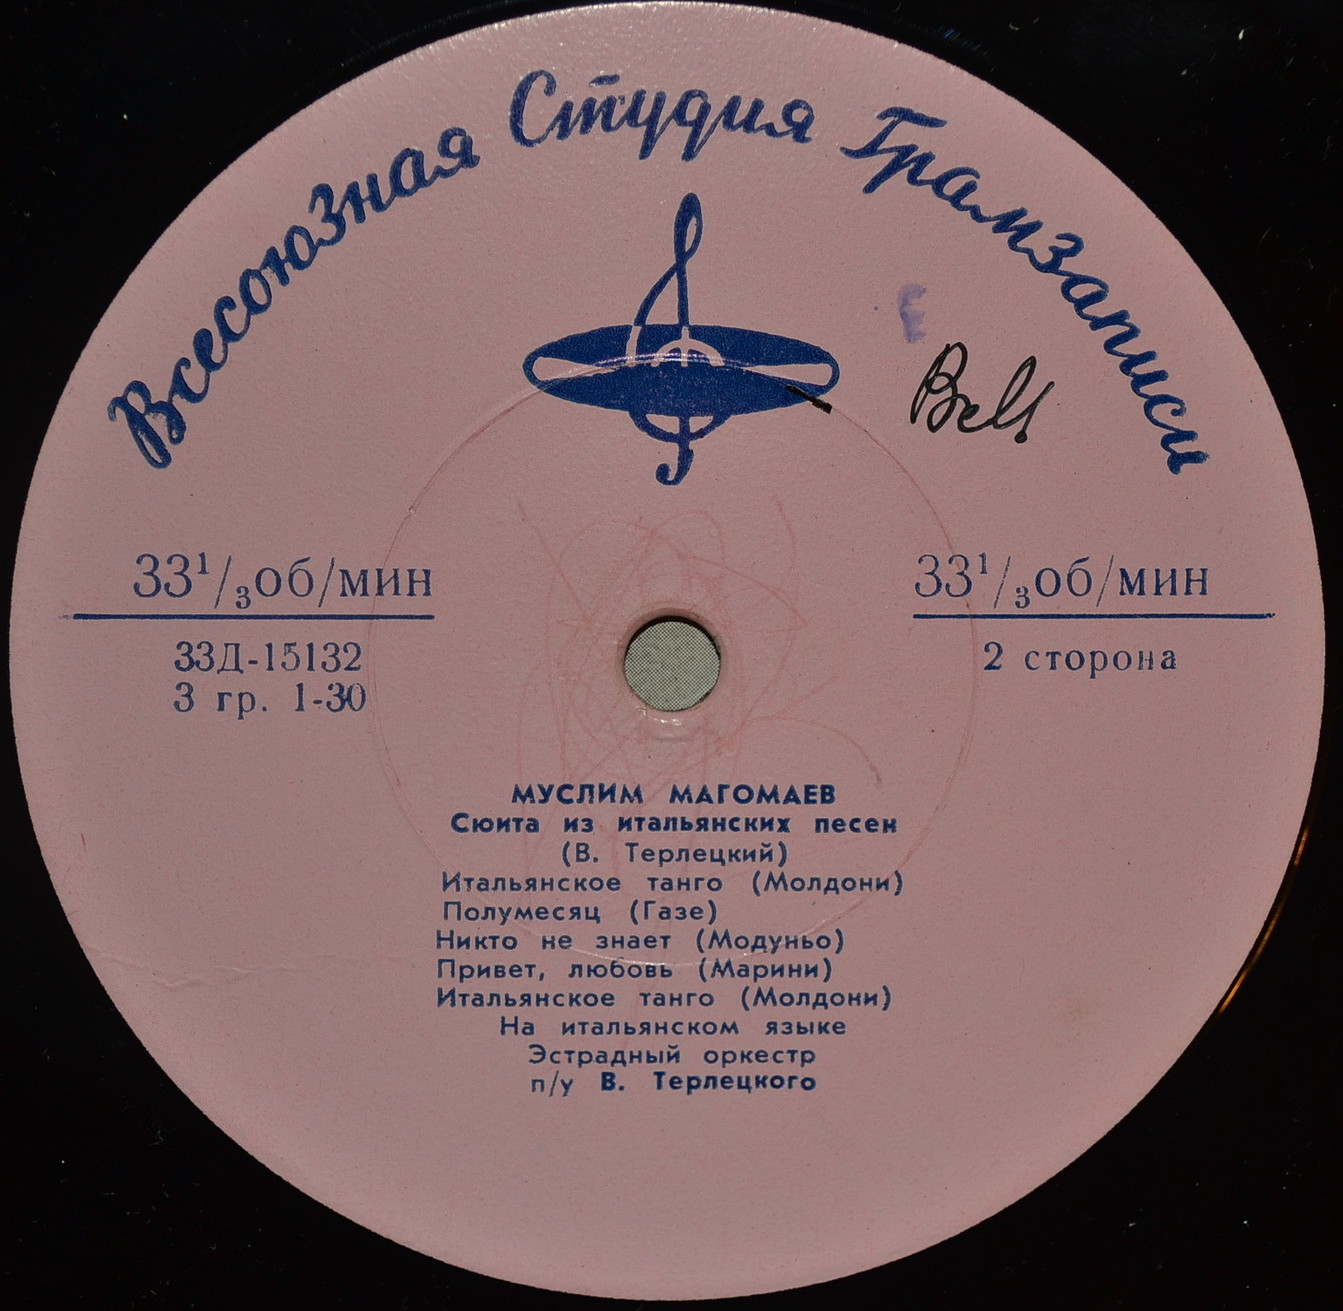 Всесоюзная Студия Грамзаписи
33¹/₃об/мин
33Д-15132
3 гр. 1-30
33¹/₃об/мин
2 сторона
МУСЛИМ МАГОМАЕВ
Сюита из итальянских песен
(В. Терлецкий)
Итальянское танго (Молдони)
Полумесяц (Газе)
Никто не знает (Модуньо)
Привет, любовь (Марини)
Итальянское танго (Молдони)
На итальянском языке
Эстрадный оркестр
п/у В. Терлецкого